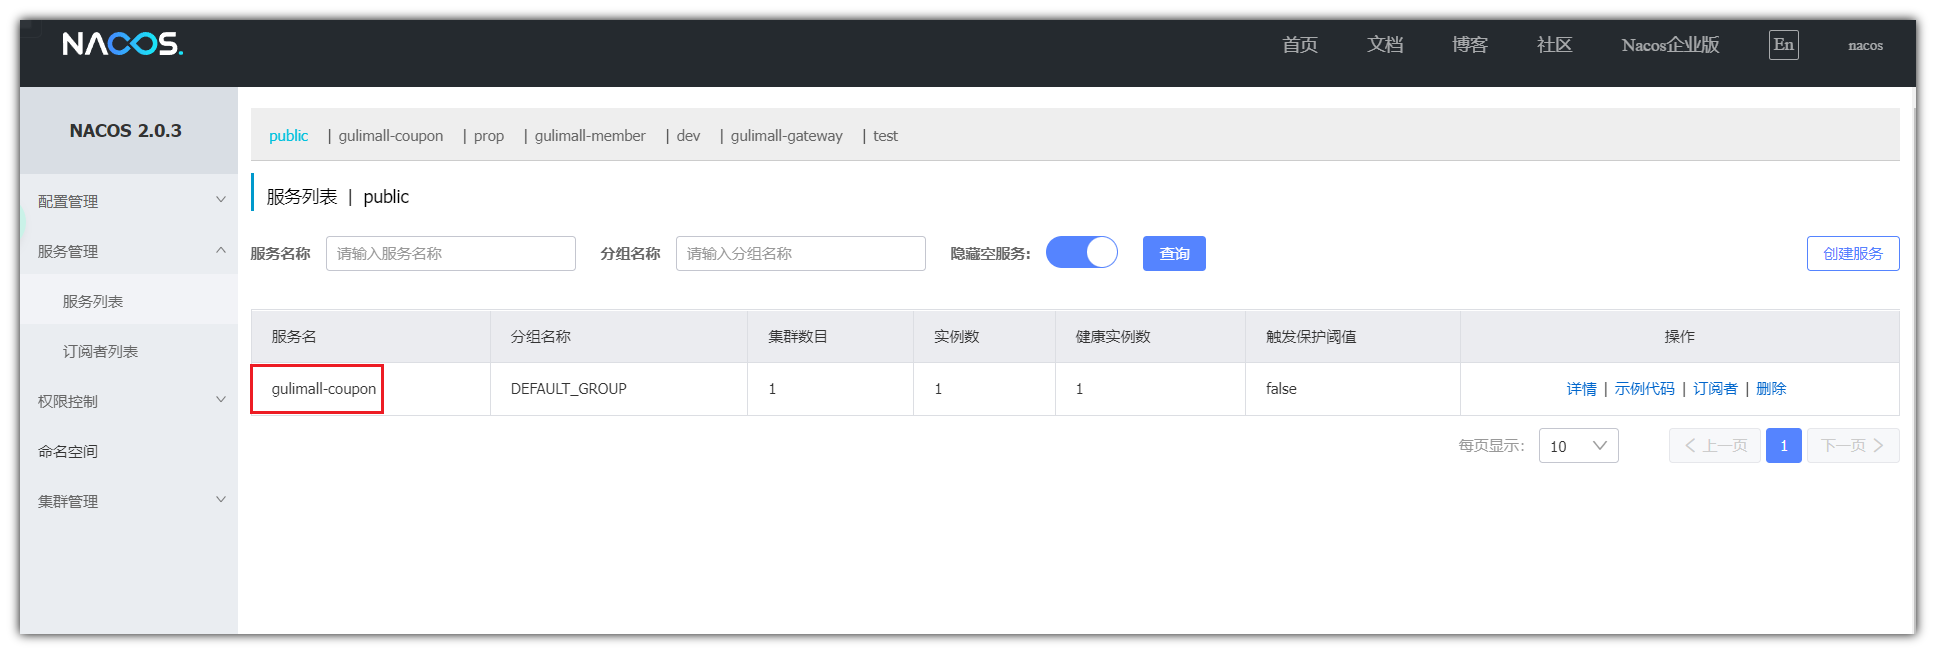 NACOS.
首页 文档 博客 社区 Nacos企业版 En nacos
NACOS 2.0.3
配置管理
服务管理
服务列表
订阅者列表
权限控制
命名空间
集群管理
public | gulimall-coupon | prop | gulimall-member | dev | gulimall-gateway | test
服务列表 | public
服务名称 请输入服务名称 分组名称 请输入分组名称 隐藏空服务: 查询 创建服务
服务名 分组名称 集群数目 实例数 健康实例数 触发保护阈值 操作
gulimall-coupon DEFAULT_GROUP 1 1 1 false 详情 | 示例代码 | 订阅者 | 删除
每页显示: 10 上一页 1 下一页